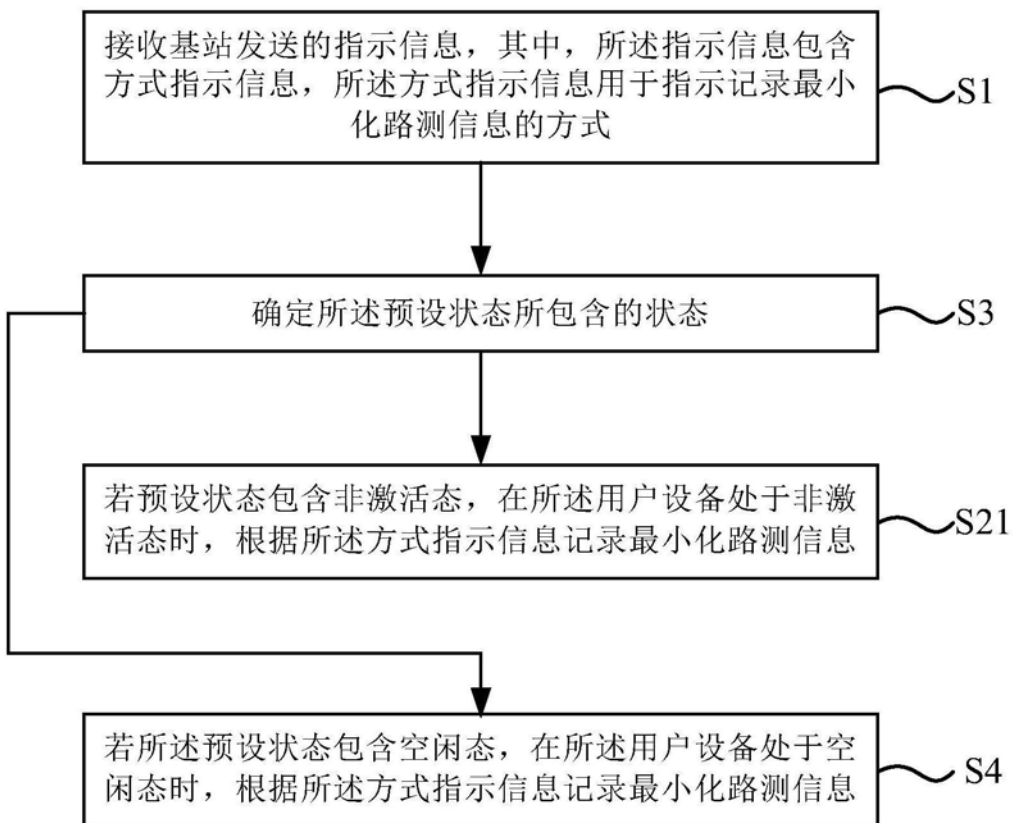 接收基站发送的指示信息，其中，所述指示信息包含
方式指示信息，所述方式指示信息用于指示记录最小
化路测信息的方式
S1
确定所述预设状态所包含的状态
S3
若预设状态包含非激活态，在所述用户设备处于非激
活态时，根据所述方式指示信息记录最小化路测信息
S21
若所述预设状态包含空闲态，在所述用户设备处于空
闲态时，根据所述方式指示信息记录最小化路测信息
S4